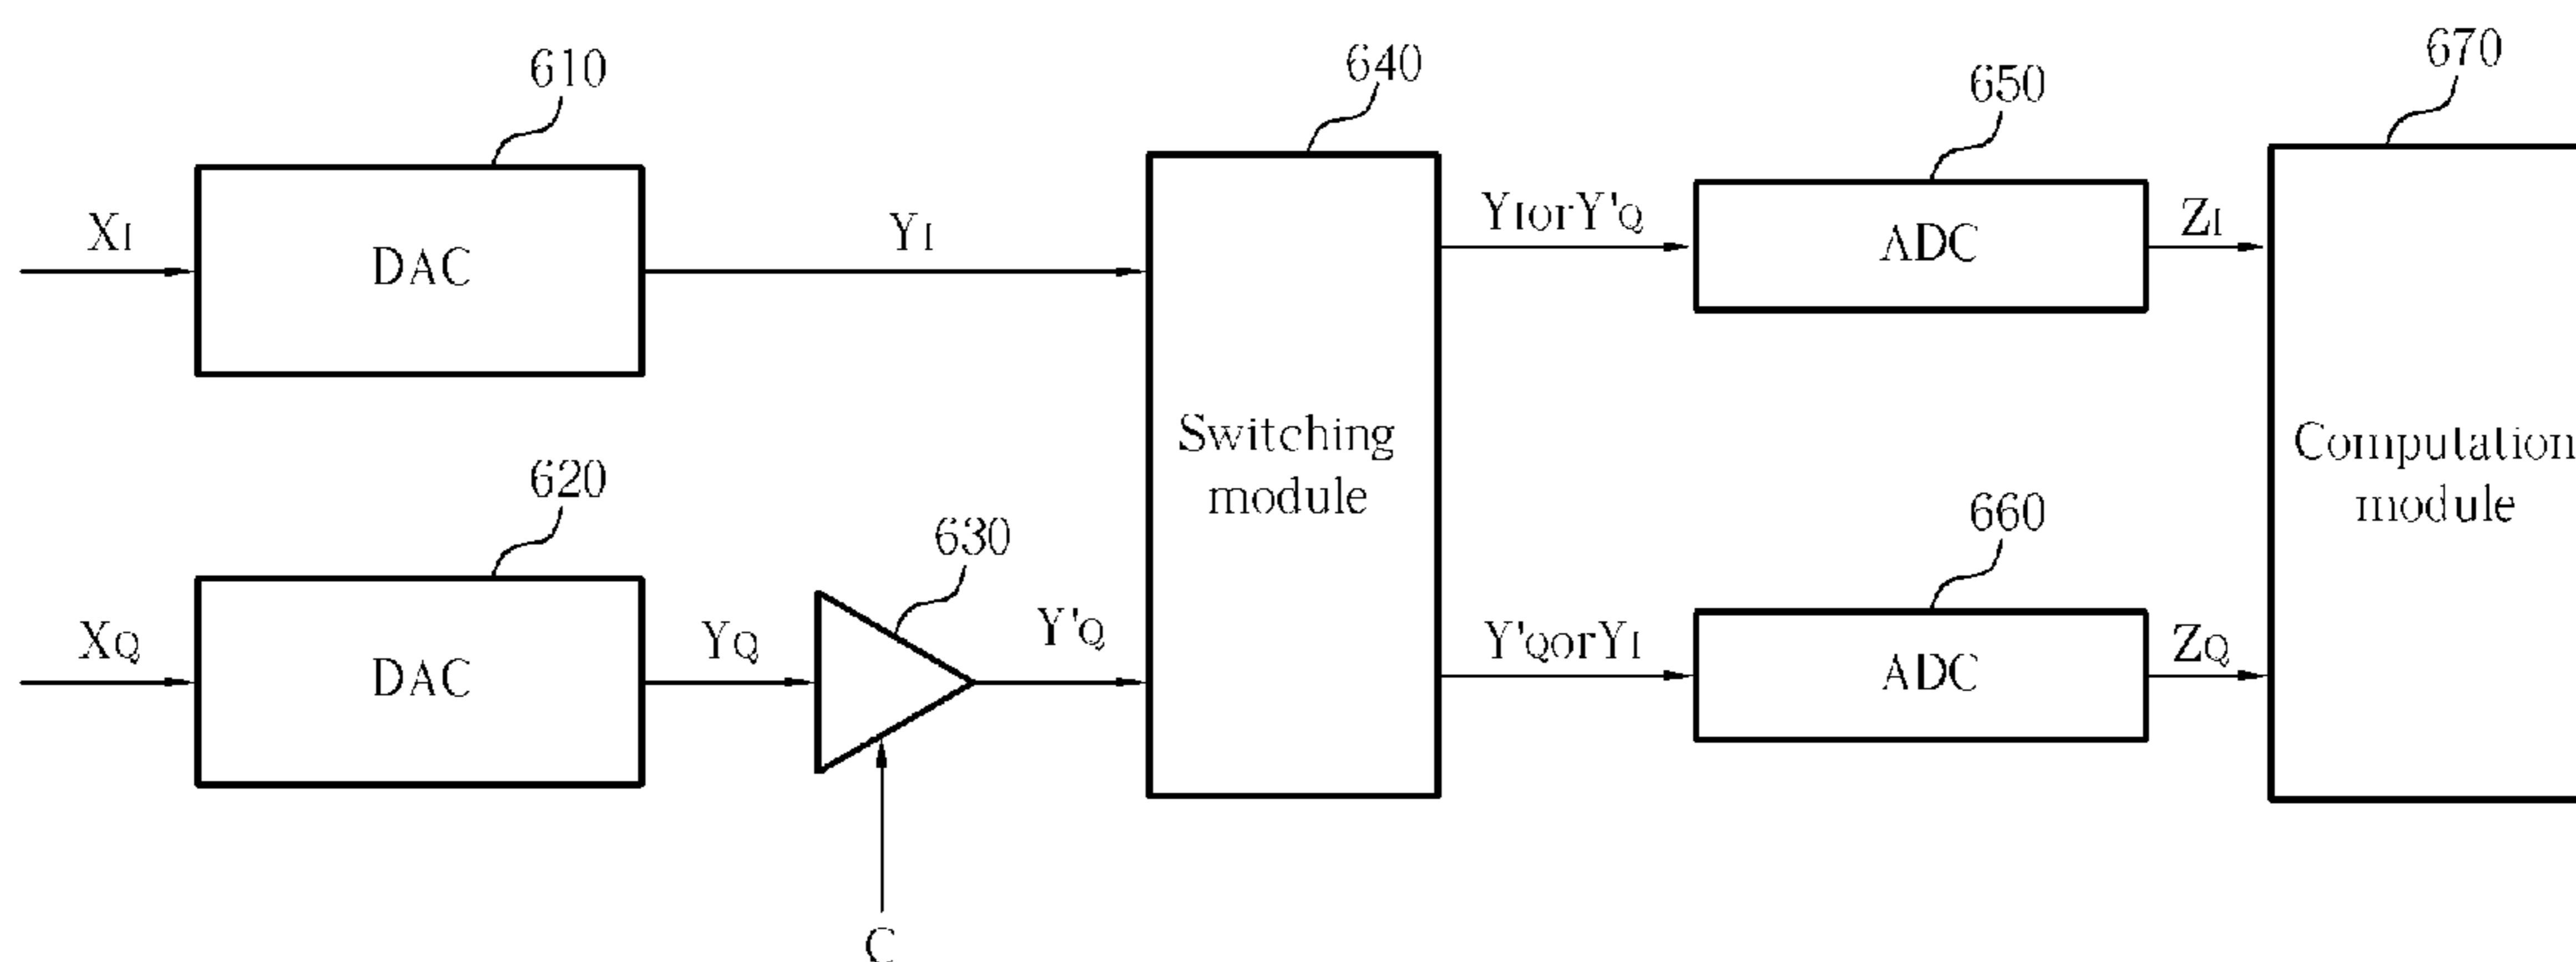 610
640
650
670
XI
DAC
YI
YIorY'Q
ADC
ZI
Switching
module
Computation
module
620
630
660
XQ
DAC
YQ
Y'Q
Y'QorYI
ADC
ZQ
C